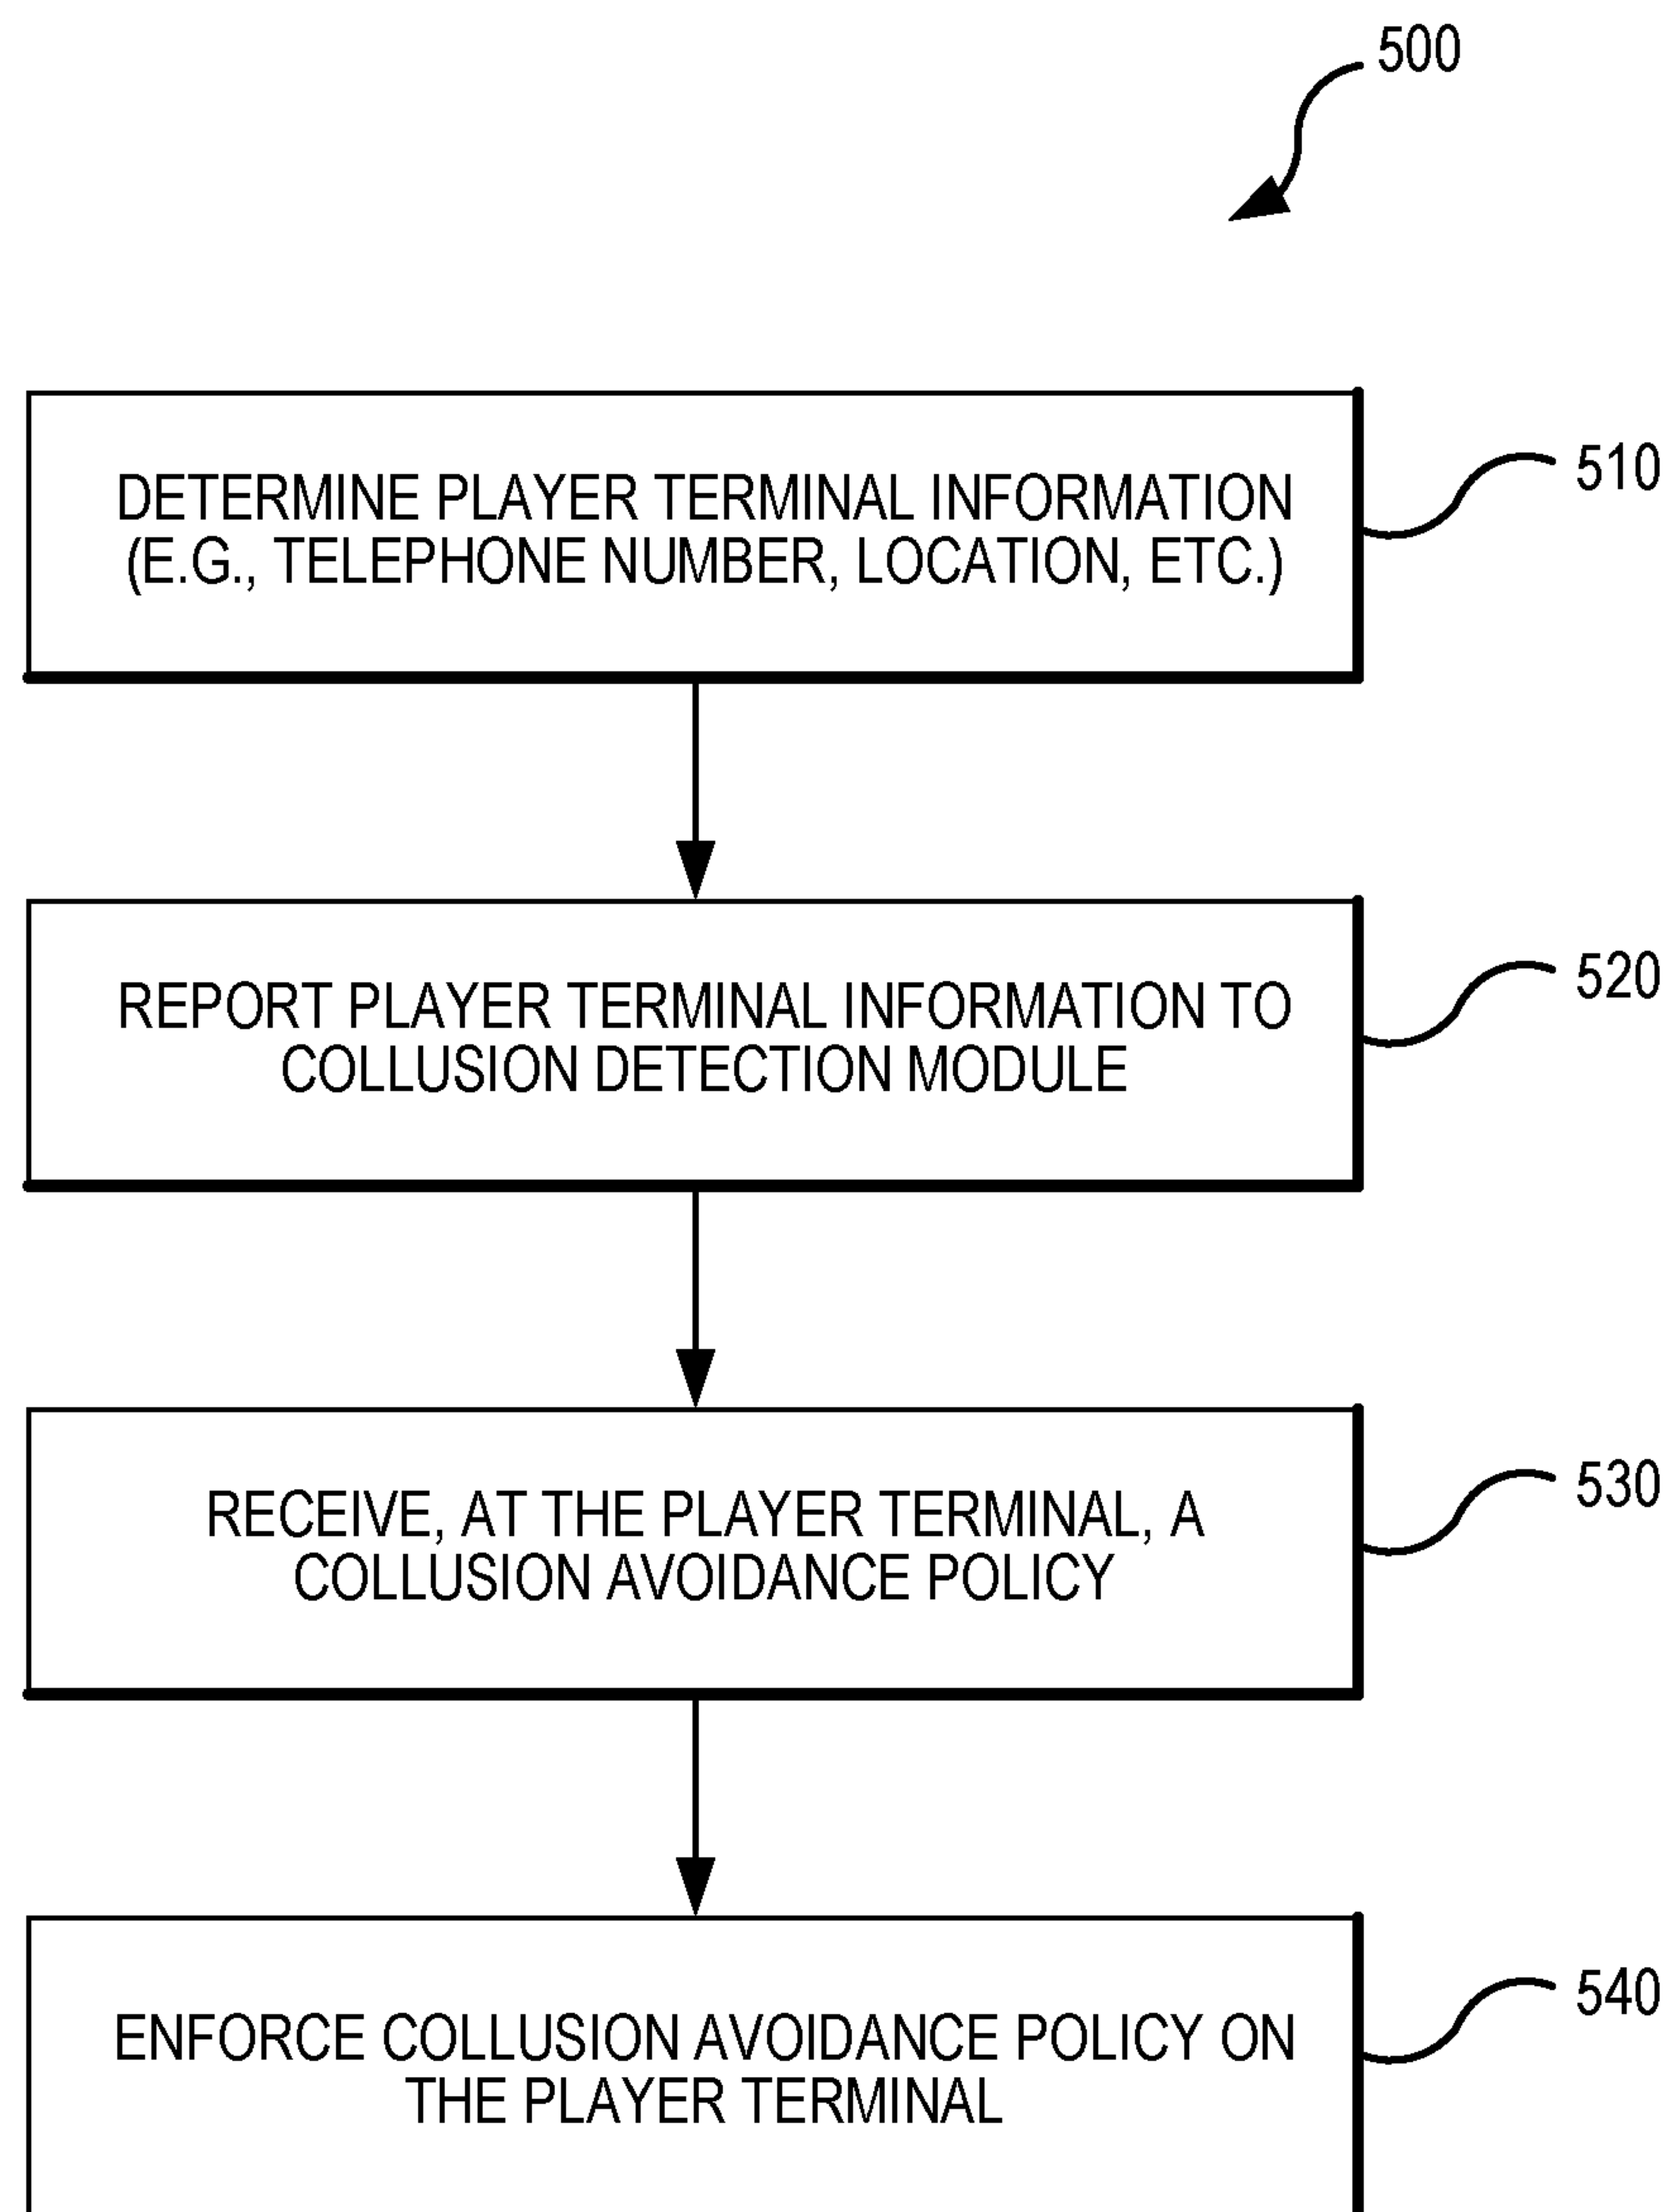 500
DETERMINE PLAYER TERMINAL INFORMATION
(E.G., TELEPHONE NUMBER, LOCATION, ETC.)
510
REPORT PLAYER TERMINAL INFORMATION TO
COLLUSION DETECTION MODULE
520
RECEIVE, AT THE PLAYER TERMINAL, A
COLLUSION AVOIDANCE POLICY
530
ENFORCE COLLUSION AVOIDANCE POLICY ON
THE PLAYER TERMINAL
540